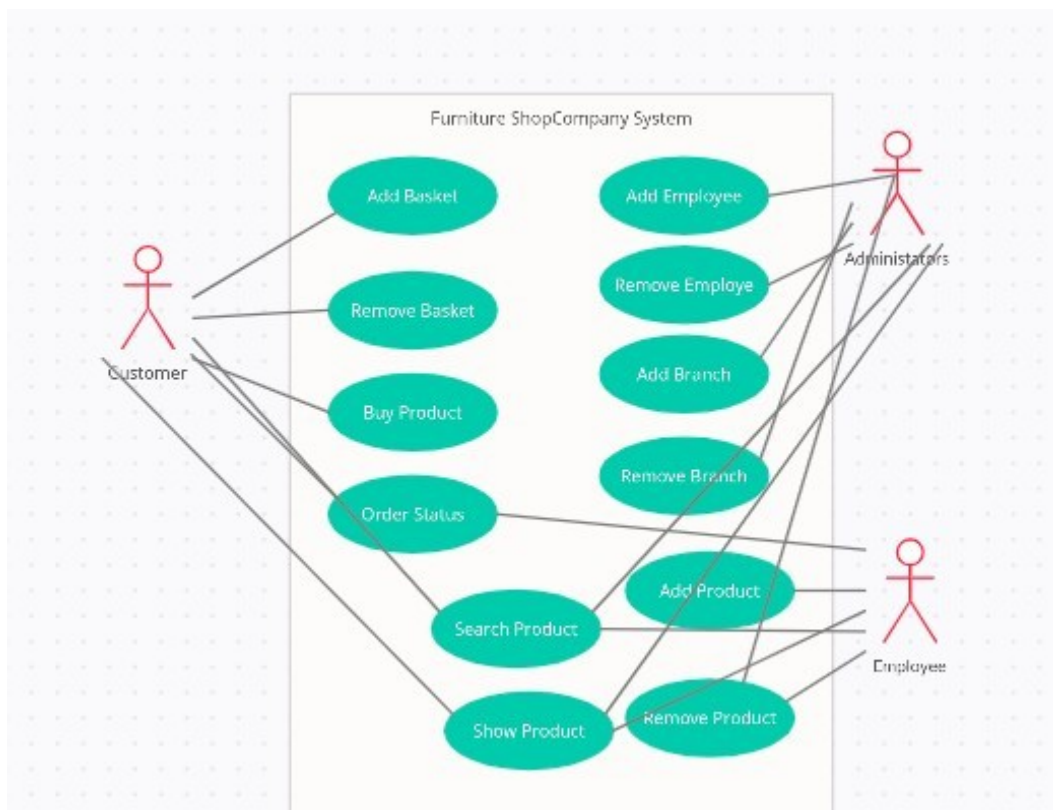 Furniture ShopCompany System
Add Basket
Add Employee
Remove Employe
Administators
Remove Basket
Customer
Add Branch
Buy Product
Remove Branch
Order Status
Add Product
Search Product
Employee
Show Product
Remove Product